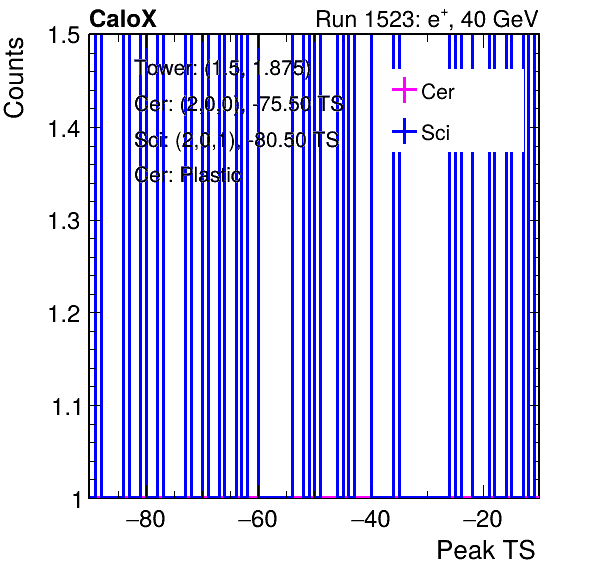 CaloX Run 1523: e+, 40 GeV
Counts
1.5
1.4
1.3
1.2
1.1
1
Tower: (1.5, 1.875)
Cer: (2,0,0), -75.50 TS
Sci: (2,0,1), -80.50 TS
Cer: Plastic
Cer
Sci
−80 −60 −40 −20
Peak TS